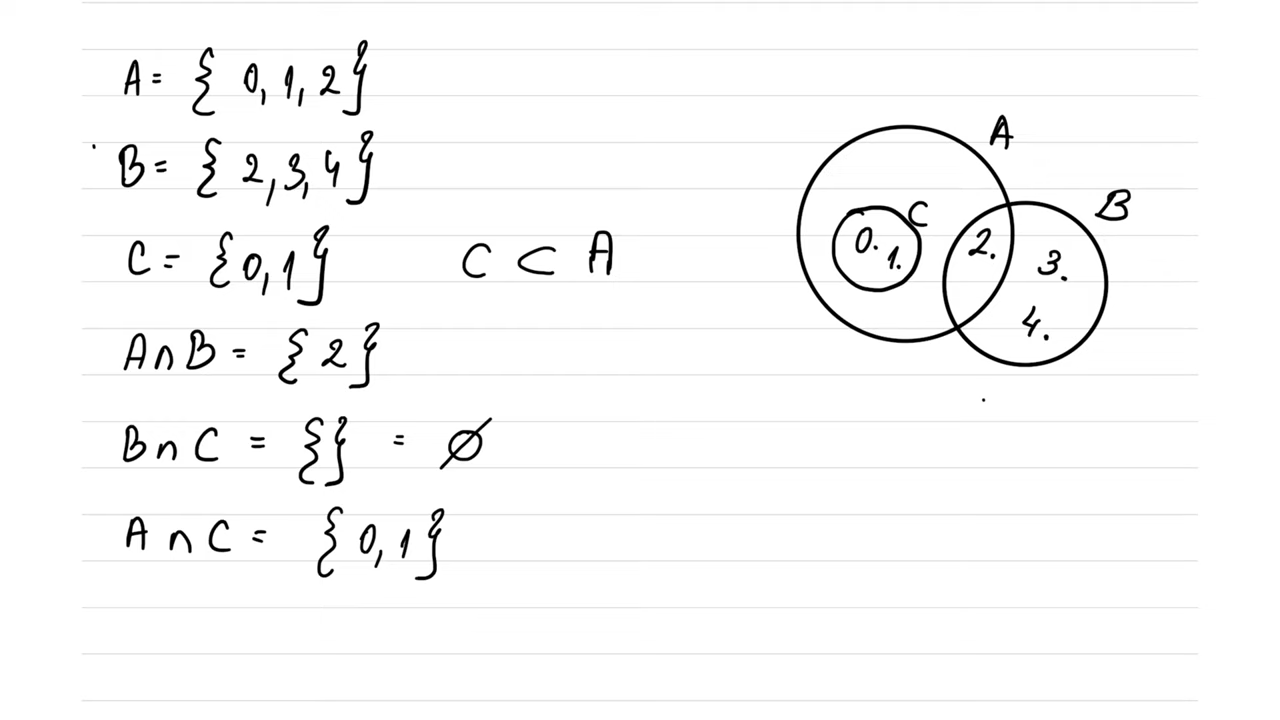 A = { 0, 1, 2 }
B = { 2, 3, 4 }
C = { 0, 1 } C ⊂ A
A ∩ B = { 2 }
B ∩ C = { } = ∅
A ∩ C = { 0, 1 }
A
B
C
0. 1. 2. 3.
4.